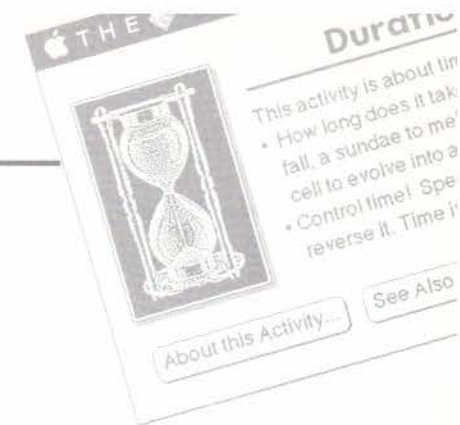 THE
Duratio
This activity is about tim
• How long does it tak
fall, a sundae to mel
cell to evolve into a
• Control time! Spe
reverse it. Time i
About this Activity...
See Also